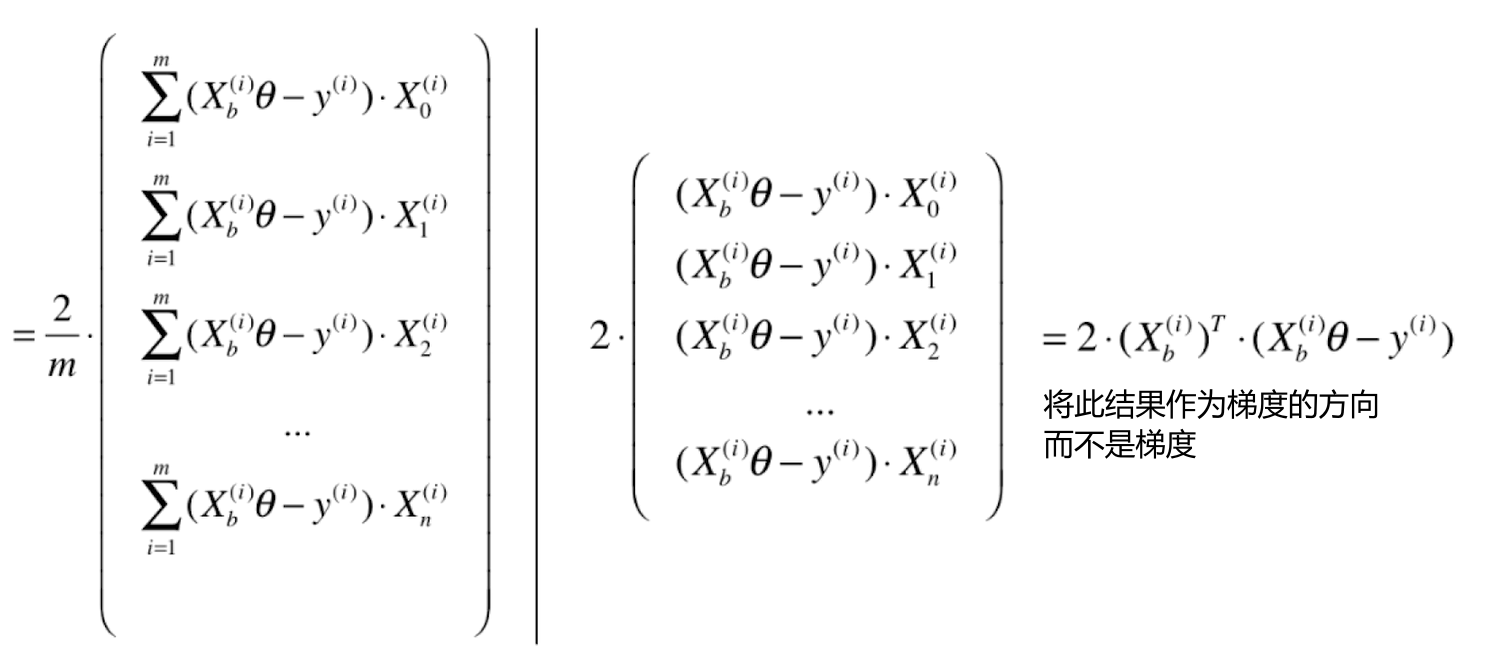 = \frac{2}{m} \cdot \begin{pmatrix} \sum_{i=1}^{m} (X_b^{(i)}\theta - y^{(i)}) \cdot X_0^{(i)} \\ \sum_{i=1}^{m} (X_b^{(i)}\theta - y^{(i)}) \cdot X_1^{(i)} \\ \sum_{i=1}^{m} (X_b^{(i)}\theta - y^{(i)}) \cdot X_2^{(i)} \\ \cdots \\ \sum_{i=1}^{m} (X_b^{(i)}\theta - y^{(i)}) \cdot X_n^{(i)} \end{pmatrix}
2 \cdot \begin{pmatrix} (X_b^{(i)}\theta - y^{(i)}) \cdot X_0^{(i)} \\ (X_b^{(i)}\theta - y^{(i)}) \cdot X_1^{(i)} \\ (X_b^{(i)}\theta - y^{(i)}) \cdot X_2^{(i)} \\ \cdots \\ (X_b^{(i)}\theta - y^{(i)}) \cdot X_n^{(i)} \end{pmatrix} = 2 \cdot (X_b^{(i)})^T \cdot (X_b^{(i)}\theta - y^{(i)})
将此结果作为梯度的方向
而不是梯度